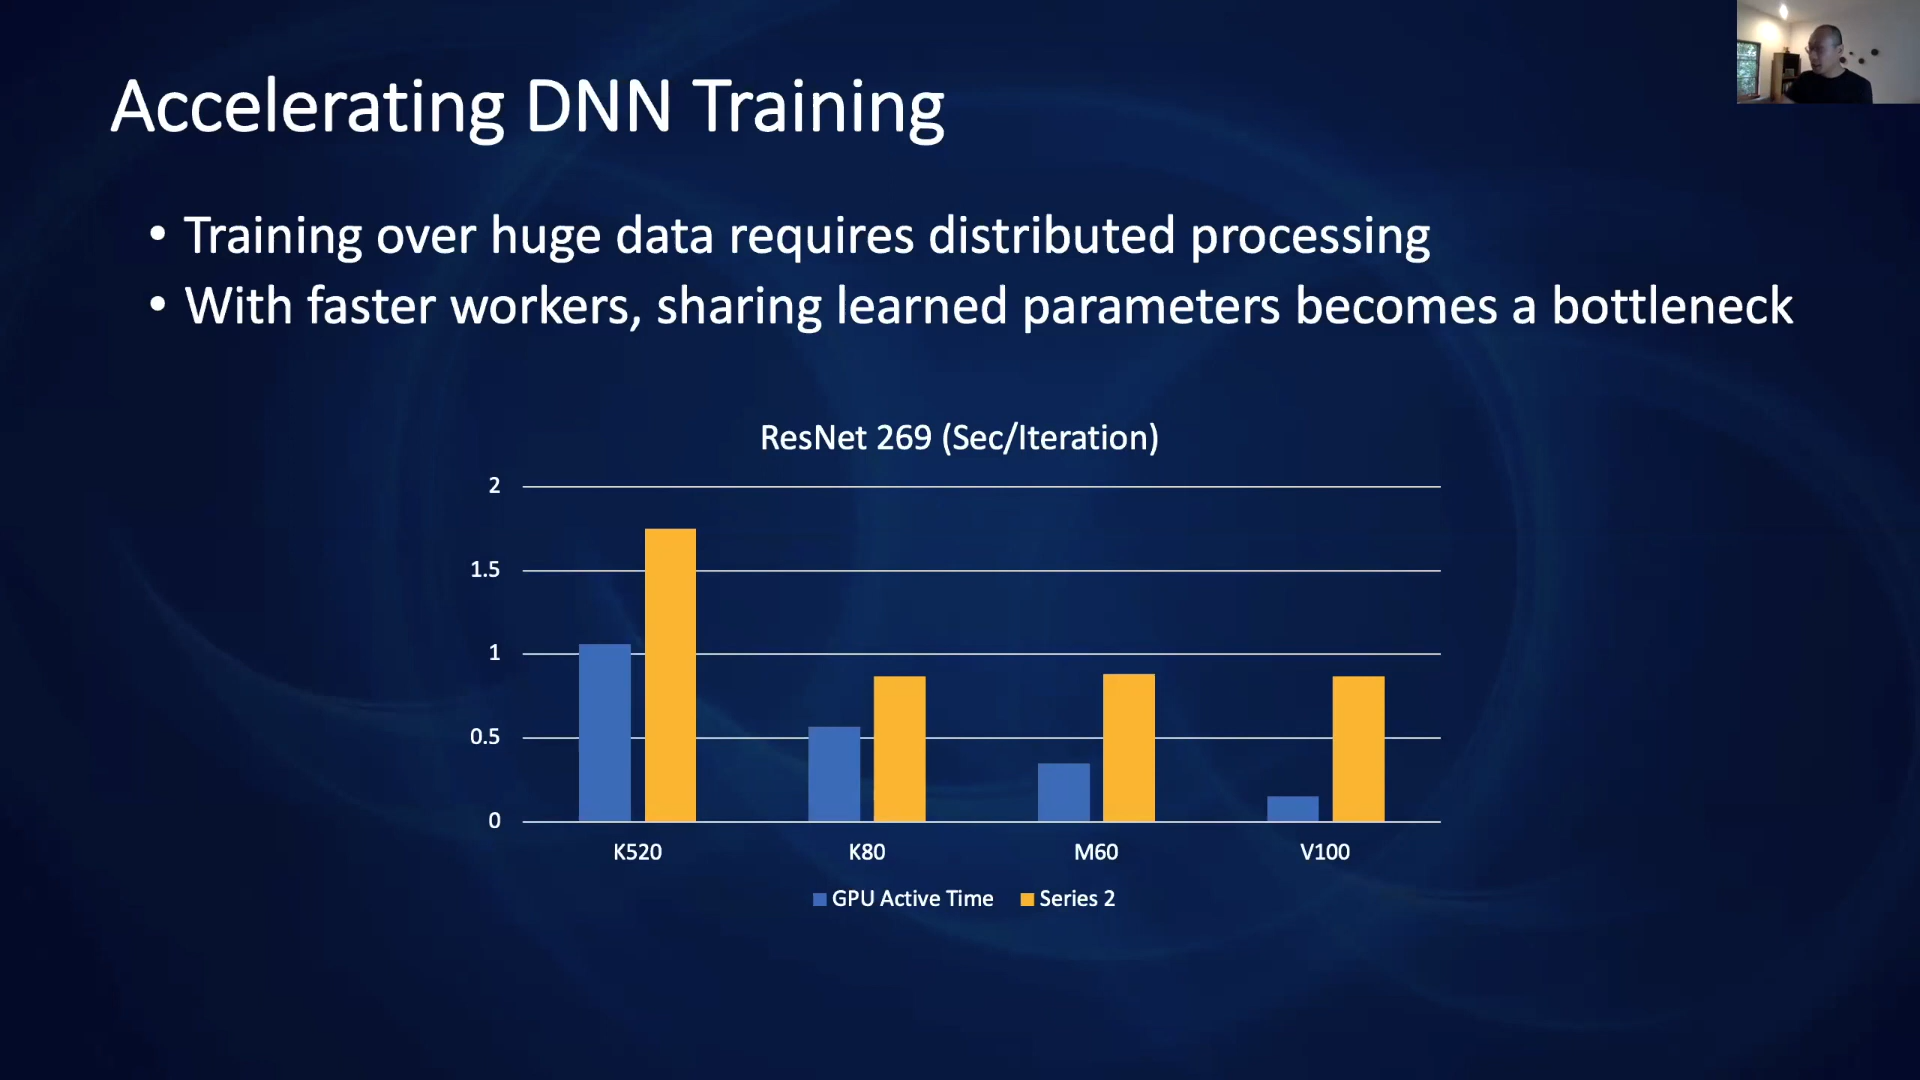 Accelerating DNN Training
• Training over huge data requires distributed processing
• With faster workers, sharing learned parameters becomes a bottleneck
ResNet 269 (Sec/Iteration)
2
1.5
1
0.5
0
K520 K80 M60 V100
GPU Active Time Series 2